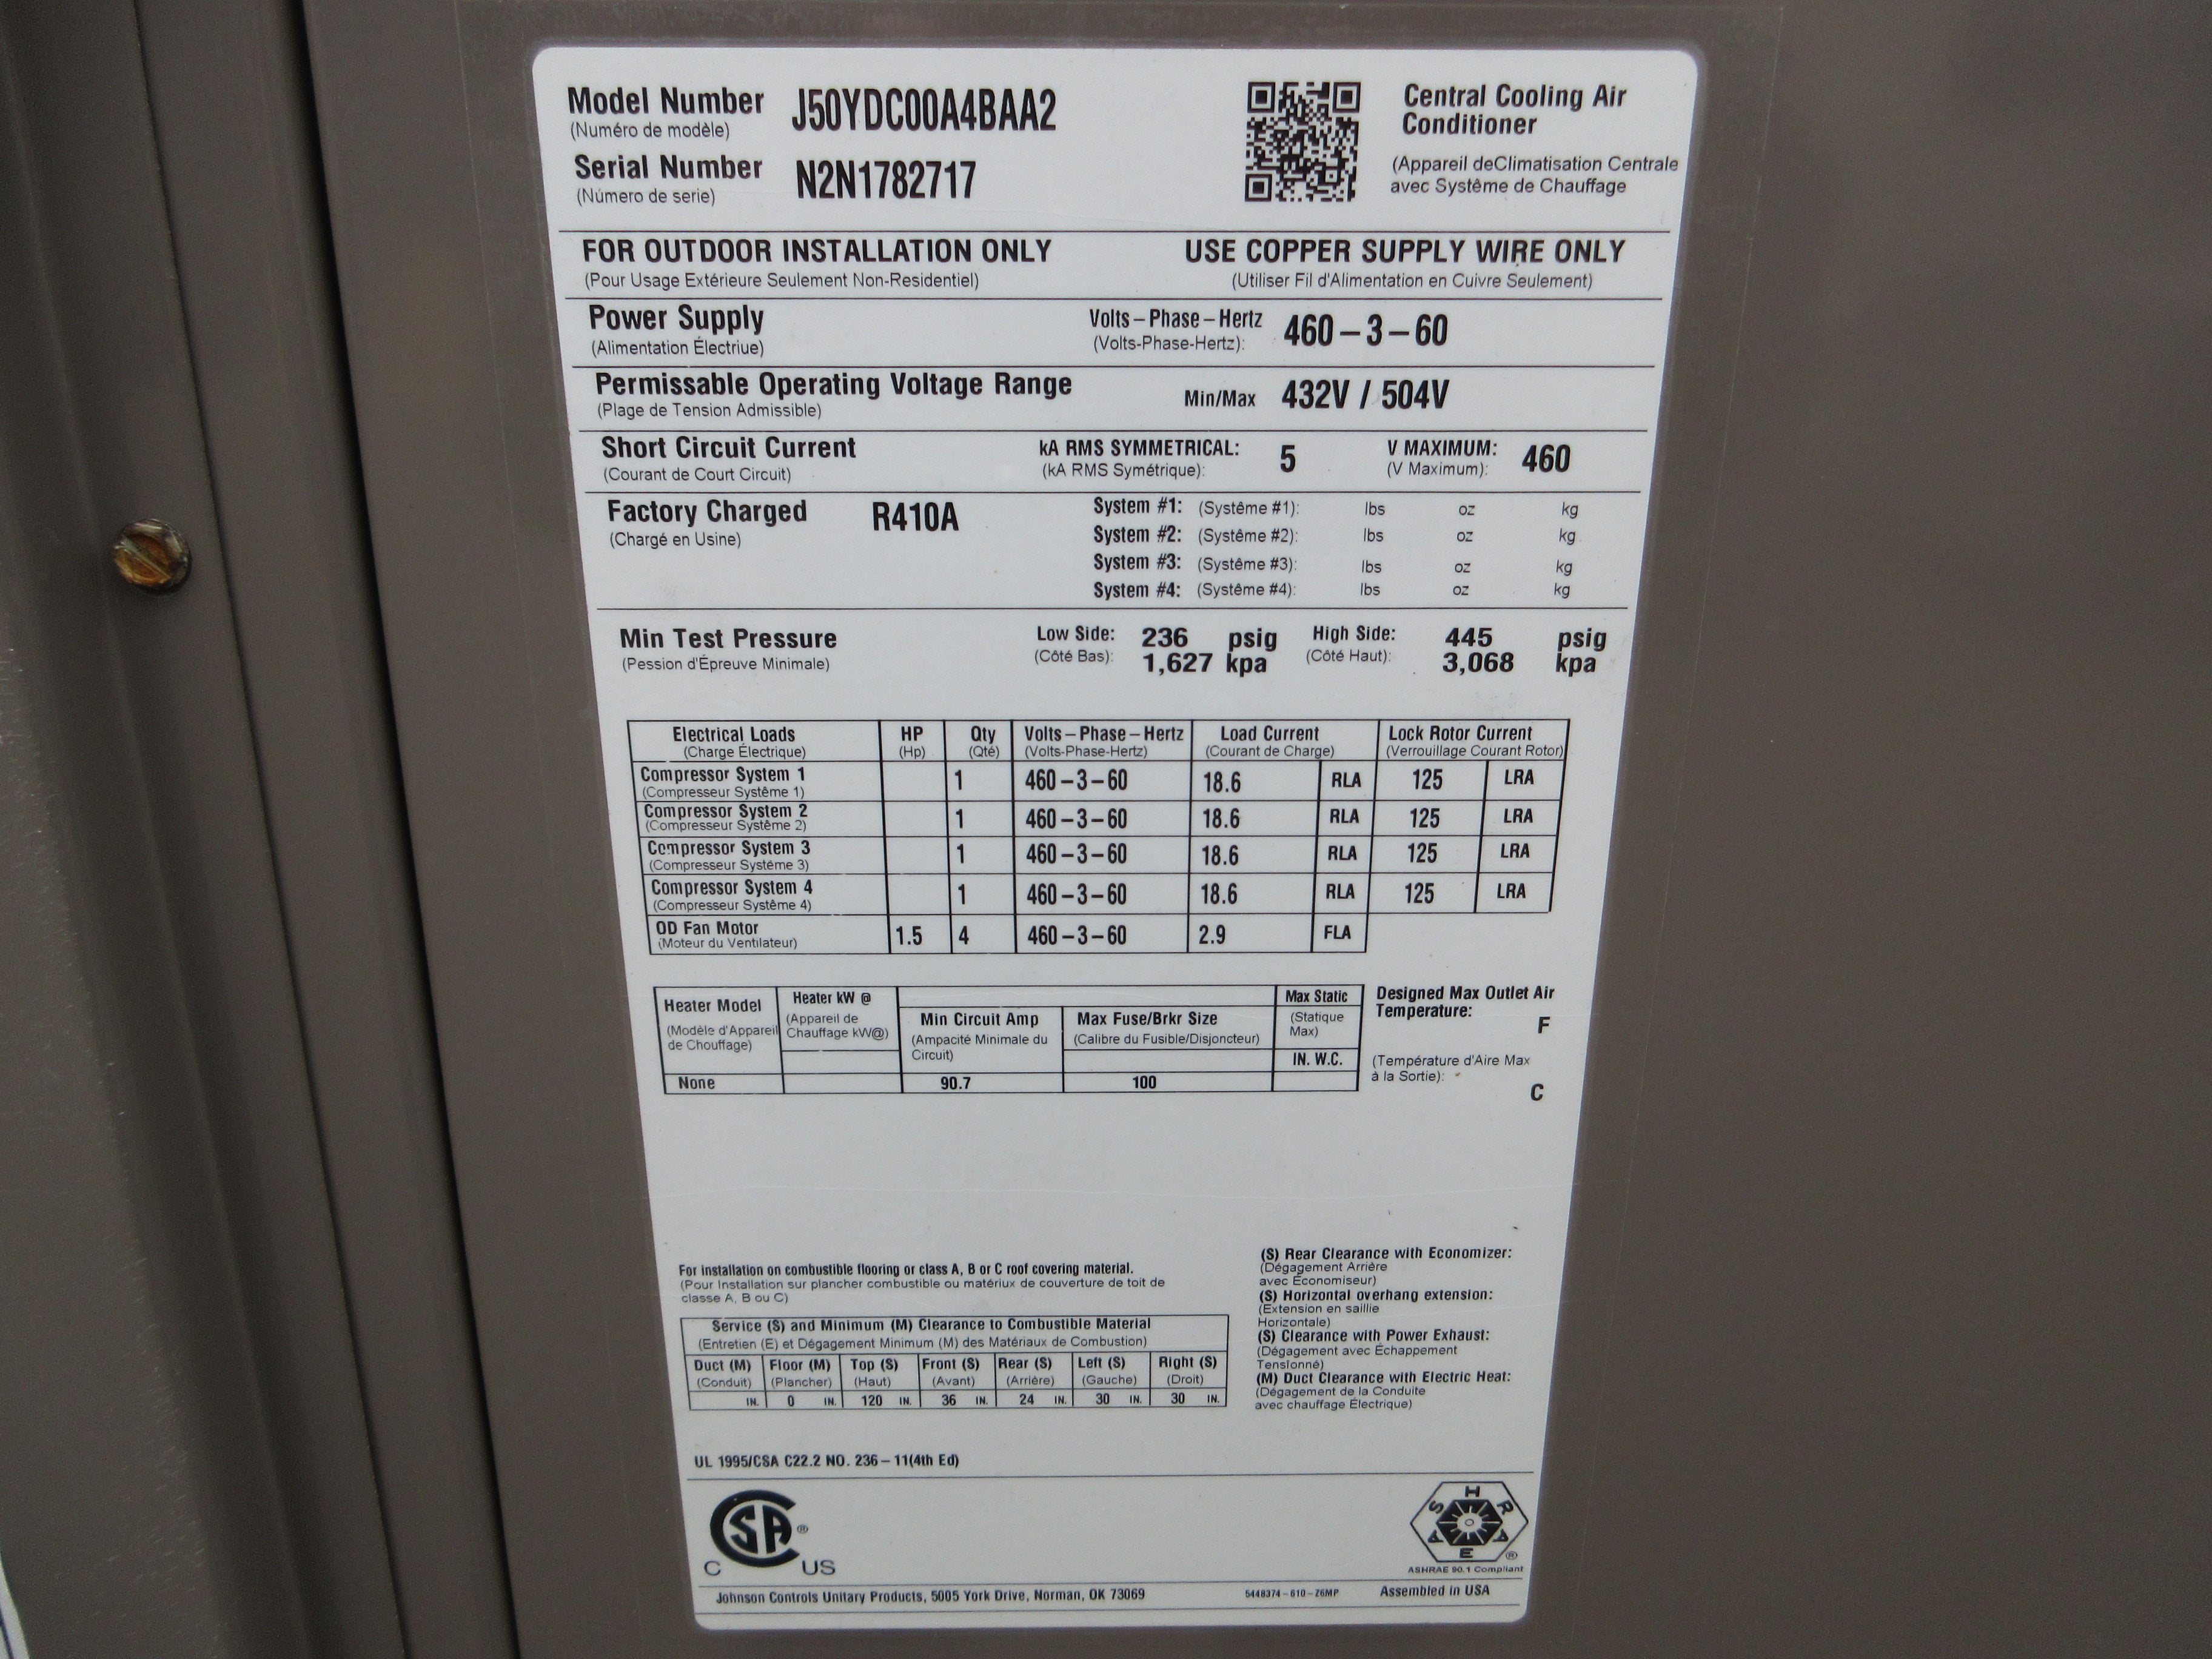 Model Number J50YDC00A4BAA2
(Numéro de modèle)
Serial Number N2N1782717
(Número de serie)
Central Cooling Air
Conditioner
(Appareil deClimatisation Centrale
avec Système de Chauffage
FOR OUTDOOR INSTALLATION ONLY
(Pour Usage Extérieure Seulement Non-Residentiel)
USE COPPER SUPPLY WIRE ONLY
(Utiliser Fil d'Alimentation en Cuivre Seulement)
Power Supply Volts – Phase – Hertz 460 – 3 – 60
(Alimentation Électriue) (Volts-Phase-Hertz):
Permissable Operating Voltage Range Min/Max 432V / 504V
(Plage de Tension Admissible)
Short Circuit Current kA RMS SYMMETRICAL: 5 V MAXIMUM: 460
(Courant de Court Circuit) (kA RMS Symétrique): (V Maximum):
Factory Charged R410A System #1: (Système #1): lbs oz kg
(Chargé en Usine) System #2: (Système #2): lbs oz kg
System #3: (Système #3): lbs oz kg
System #4: (Système #4): lbs oz kg
Min Test Pressure Low Side: 236 psig High Side: 445 psig
(Pession d'Épreuve Minimale) (Côté Bas): 1,627 kpa (Côté Haut): 3,068 kpa
Electrical Loads HP Qty Volts – Phase – Hertz Load Current Lock Rotor Current
(Charge Électrique) (Hp) (Qté) (Volts-Phase-Hertz) (Courant de Charge) (Verrouillage Courant Rotor)
Compressor System 1 1 460 – 3 – 60 18.6 RLA 125 LRA
(Compresseur Système 1)
Compressor System 2 1 460 – 3 – 60 18.6 RLA 125 LRA
(Compresseur Système 2)
Compressor System 3 1 460 – 3 – 60 18.6 RLA 125 LRA
(Compresseur Système 3)
Compressor System 4 1 460 – 3 – 60 18.6 RLA 125 LRA
(Compresseur Système 4)
OD Fan Motor 1.5 4 460 – 3 – 60 2.9 FLA
(Moteur du Ventilateur)
Heater Model
(Modèle d'Appareil
de Chouffage)
Heater kW @
(Appareil de
Chauffage kW@)
Min Circuit Amp
(Ampacité Minimale du
Circuit)
Max Fuse/Brkr Size
(Calibre du Fusible/Disjoncteur)
Max Static
(Statique
Max)
IN. W.C.
None 90.7 100
Designed Max Outlet Air
Temperature:
F
(Température d'Aire Max
à la Sortie):
C
For installation on combustible flooring or class A, B or C roof covering material.
(Pour Installation sur plancher combustible ou matériux de couverture de toit de
classe A, B ou C)
Service (S) and Minimum (M) Clearance to Combustible Material
(Entretien (E) et Dégagement Minimum (M) des Matériaux de Combustion)
Duct (M) Floor (M) Top (S) Front (S) Rear (S) Left (S) Right (S)
(Conduit) (Plancher) (Haut) (Avant) (Arrière) (Gauche) (Droit)
IN. 0 IN. 120 IN. 36 IN. 24 IN. 30 IN. 30 IN.
(S) Rear Clearance with Economizer:
(Dégagement Arrière
avec Économiseur)
(S) Horizontal overhang extension:
(Extension en saillie
Horizontale)
(S) Clearance with Power Exhaust:
(Dégagement avec Échappement
Tensionné)
(M) Duct Clearance with Electric Heat:
(Dégagement de la Conduite
avec chauffage Électrique)
UL 1995/CSA C22.2 NO. 236 – 11(4th Ed)
SA ®
C US
ASHRAE ®
ASHRAE 90.1 Compliant
Johnson Controls Unitary Products, 5005 York Drive, Norman, OK 73069 5448374 – 610 – Z6MP Assembled in USA